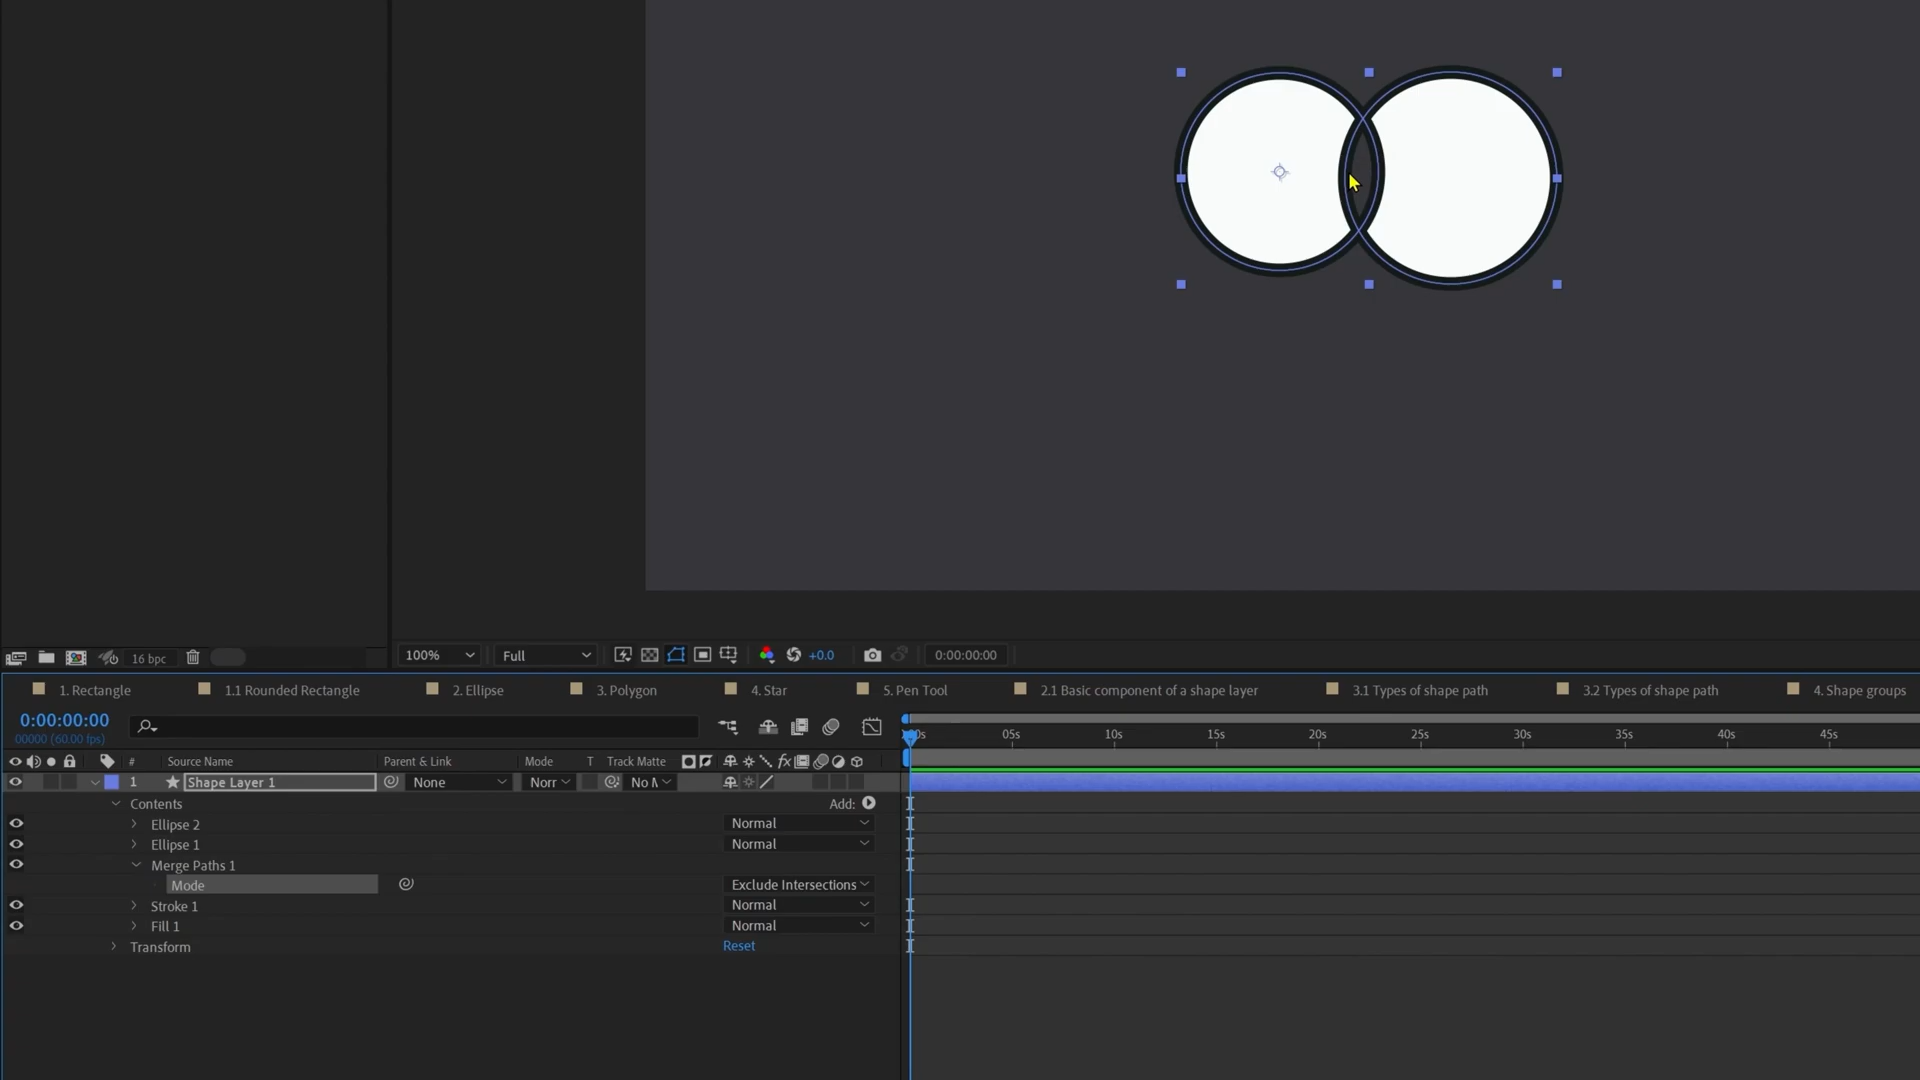 16 bpc
100%
Full
+0.0
0:00:00:00
1. Rectangle
1.1 Rounded Rectangle
2. Ellipse
3. Polygon
4. Star
5. Pen Tool
2.1 Basic component of a shape layer
3.1 Types of shape path
3.2 Types of shape path
4. Shape groups
0:00:00:00
00000 (60.00 fps)
05s
10s
15s
20s
25s
30s
35s
40s
45s
# Source Name Parent & Link Mode T Track Matte fx
1 Shape Layer 1 None Norr No M
Contents Add:
Ellipse 2 Normal
Ellipse 1 Normal
Merge Paths 1
Mode Exclude Intersections
Stroke 1 Normal
Fill 1 Normal
Transform Reset